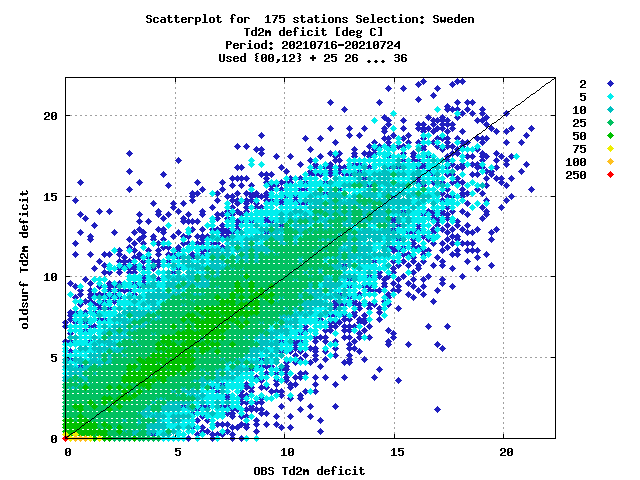 Scatterplot for  175 stations Selection: Sweden
Td2m deficit [deg C]
Period: 20210716-20210724
Used {00,12} + 25 26 ... 36
2
5
10
25
50
75
100
250
oldsurf Td2m deficit
20
15
10
5
0
0 5 10 15 20
OBS Td2m deficit